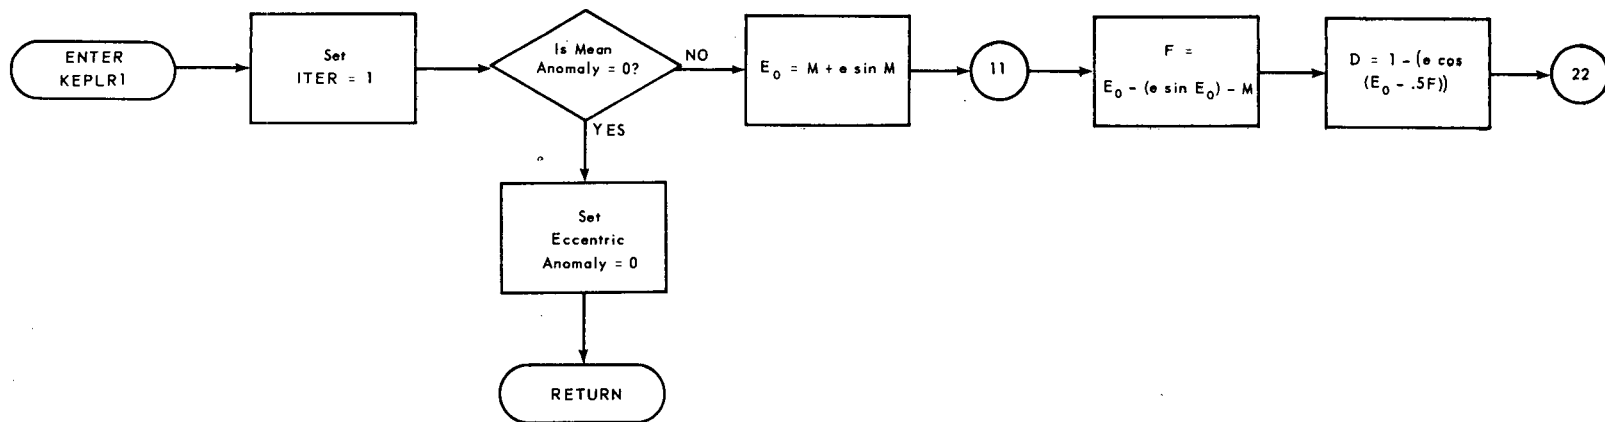 ENTER
KEPLR1
Set
ITER = 1
Is Mean
Anomaly = 0?
NO
YES
E₀ = M + e sin M
11
F =
E₀ - (e sin E₀) - M
D = 1 - (e cos
(E₀ - .5F))
22
Set
Eccentric
Anomaly = 0
RETURN